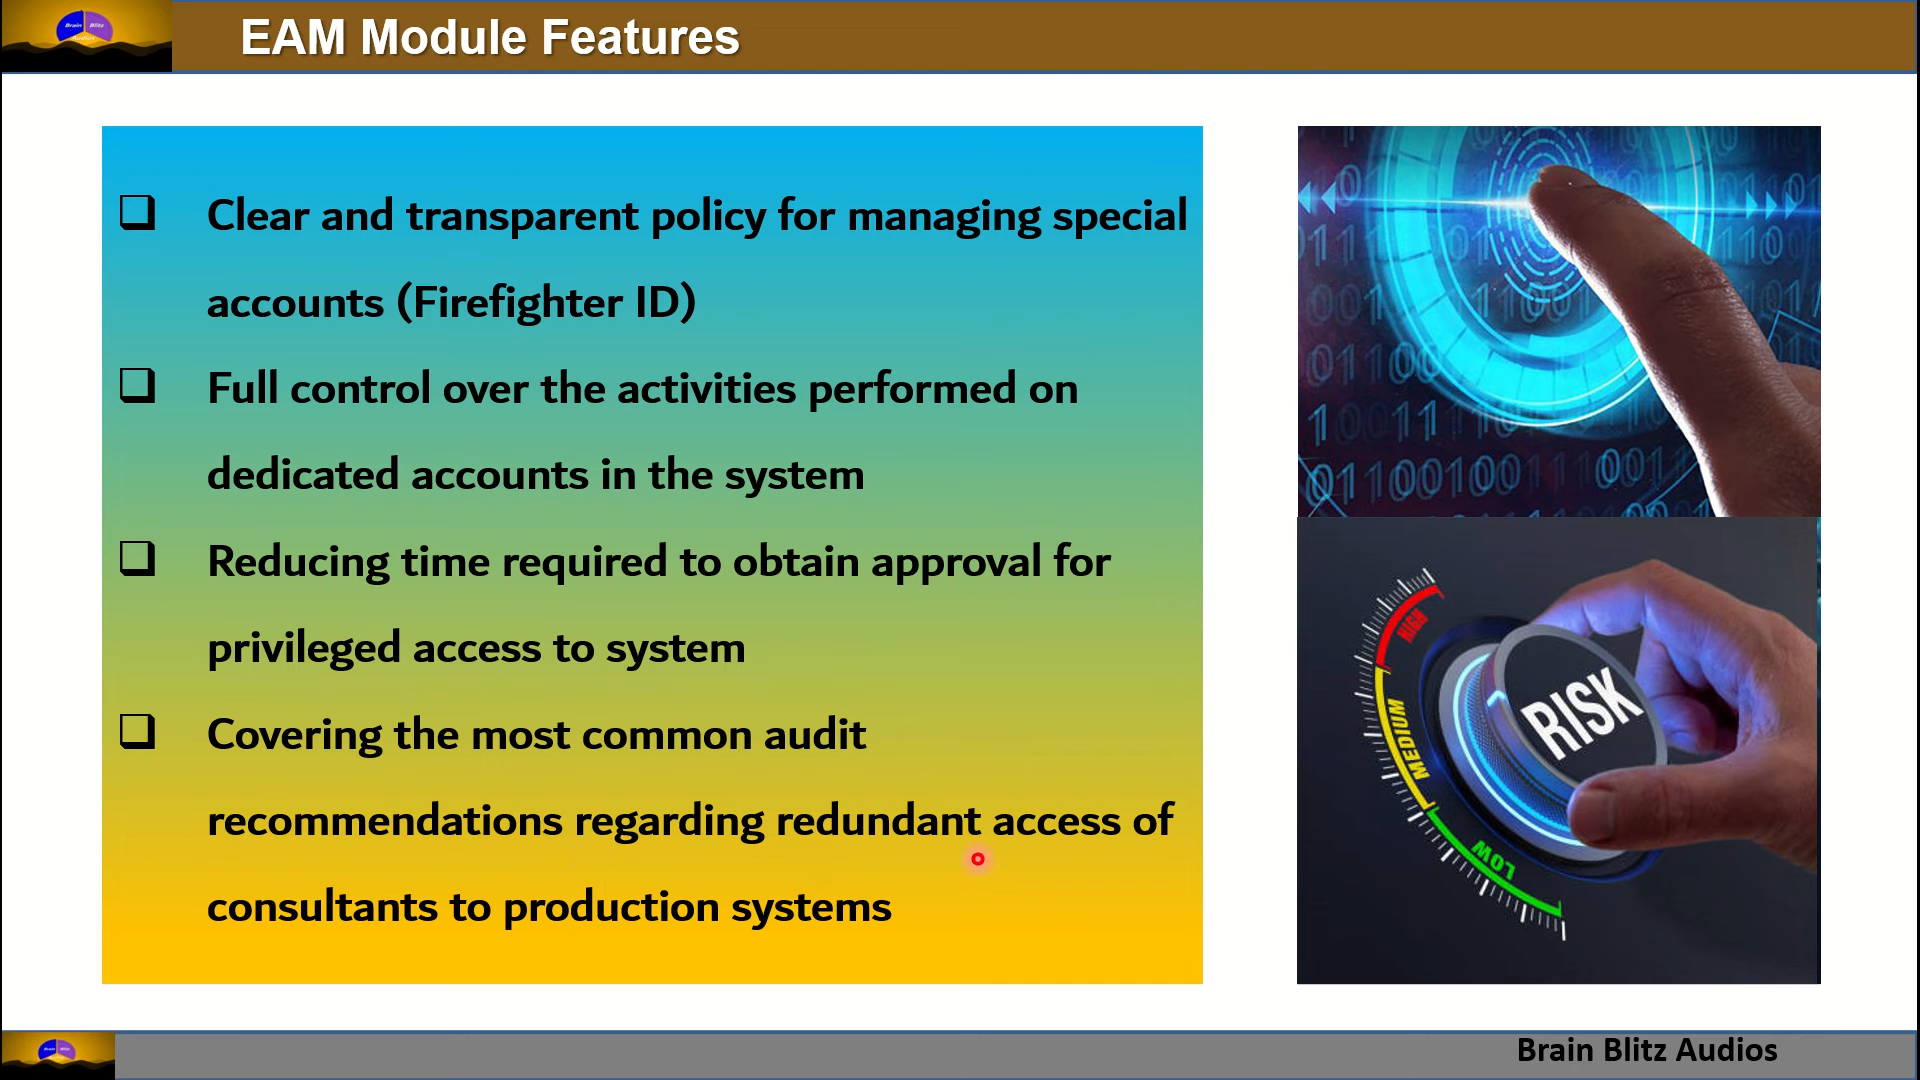 EAM Module Features
Clear and transparent policy for managing special
accounts (Firefighter ID)
Full control over the activities performed on
dedicated accounts in the system
Reducing time required to obtain approval for
privileged access to system
Covering the most common audit
recommendations regarding redundant access of
consultants to production systems
HIGH
MEDIUM
LOW
RISK
Brain Blitz
Brain Blitz Audios